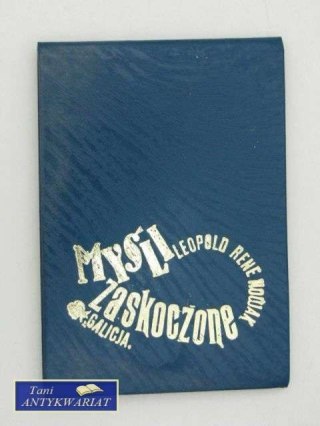 MYŚLI
LEOPOLD RENE NOWAK
Zaskoczone
GALICJA.
Tani
ANTYKWARIAT